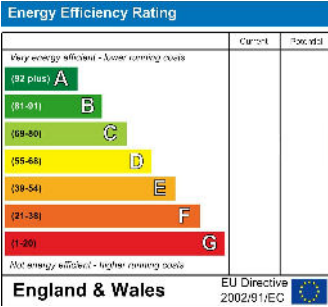 Energy Efficiency Rating
Current Potential
Very energy efficient - lower running costs
(92 plus) A
(81-91) B
(69-80) C
(55-68) D
(39-54) E
(21-38) F
(1-20) G
Not energy efficient - higher running costs
England & Wales
EU Directive
2002/91/EC